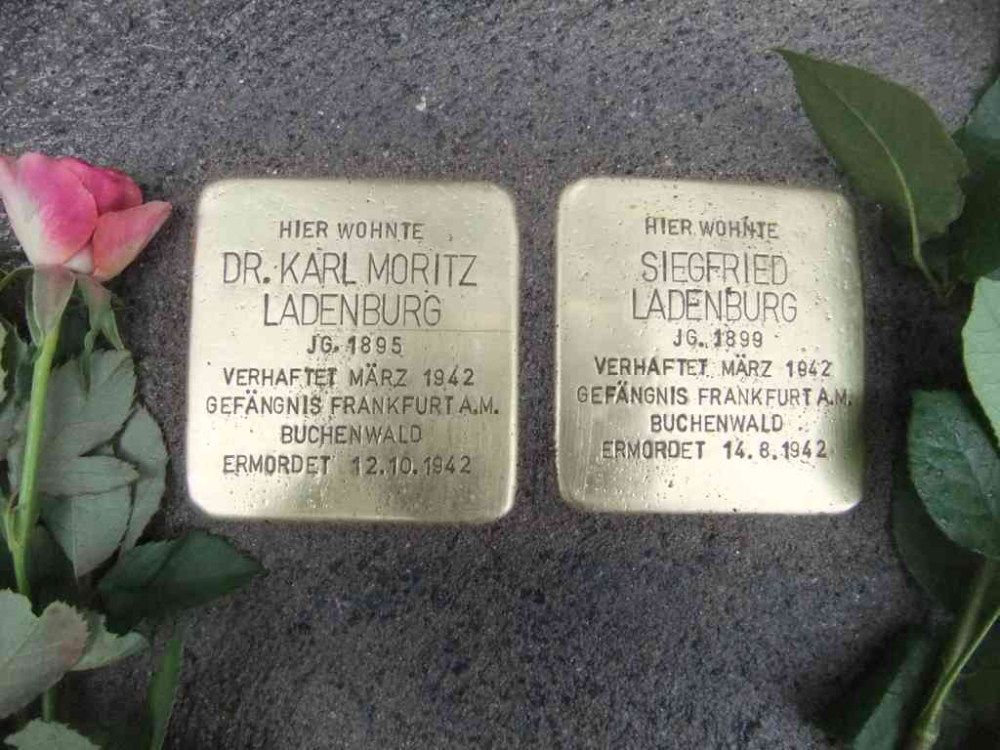 HIER WOHNTE
DR. KARL MORITZ
LADENBURG
JG. 1895
VERHAFTET MÄRZ 1942
GEFÄNGNIS FRANKFURT A.M.
BUCHENWALD
ERMORDET 12.10.1942
HIER WOHNTE
SIEGFRIED
LADENBURG
JG. 1899
VERHAFTET MÄRZ 1942
GEFÄNGNIS FRANKFURT A.M.
BUCHENWALD
ERMORDET 14.8.1942